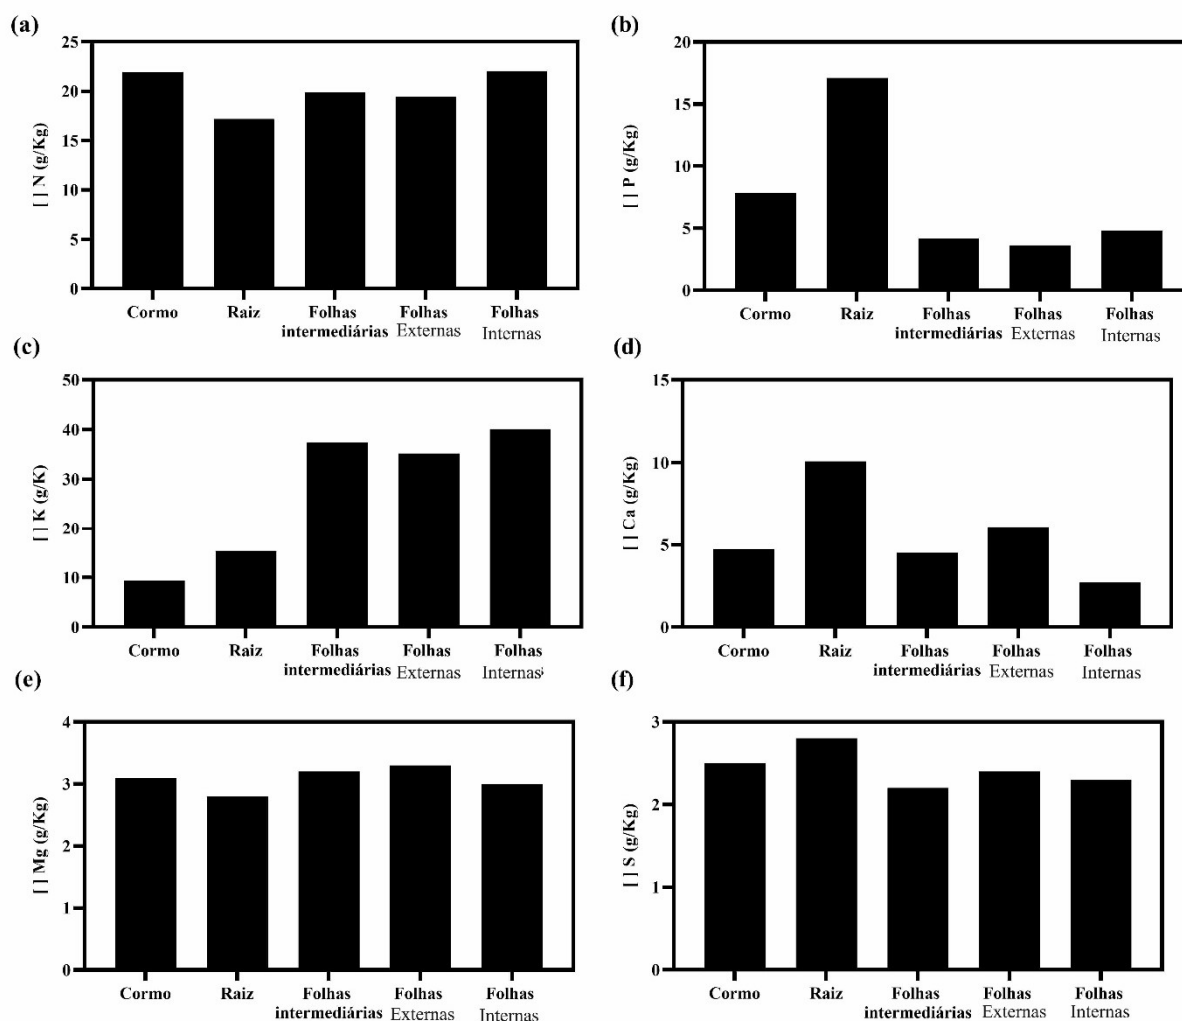 (a)
25
20
15
10
5
0
[ ] N (g/Kg)
Cormo Raiz Folhas Folhas Folhas
intermediárias Externas Internas
(b)
20
15
10
5
0
[ ] P (g/Kg)
Cormo Raiz Folhas Folhas Folhas
intermediárias Externas Internas
(c)
50
40
30
20
10
0
[ ] K (g/K)
Cormo Raiz Folhas Folhas Folhas
intermediárias Externas Internas
(d)
15
10
5
0
[ ] Ca (g/Kg)
Cormo Raiz Folhas Folhas Folhas
intermediárias Externas Internas
(e)
4
3
2
1
0
[ ] Mg (g/Kg)
Cormo Raiz Folhas Folhas Folhas
intermediárias Externas Internas
(f)
3
2
1
0
[ ] S (g/Kg)
Cormo Raiz Folhas Folhas Folhas
intermediárias Externas Internas